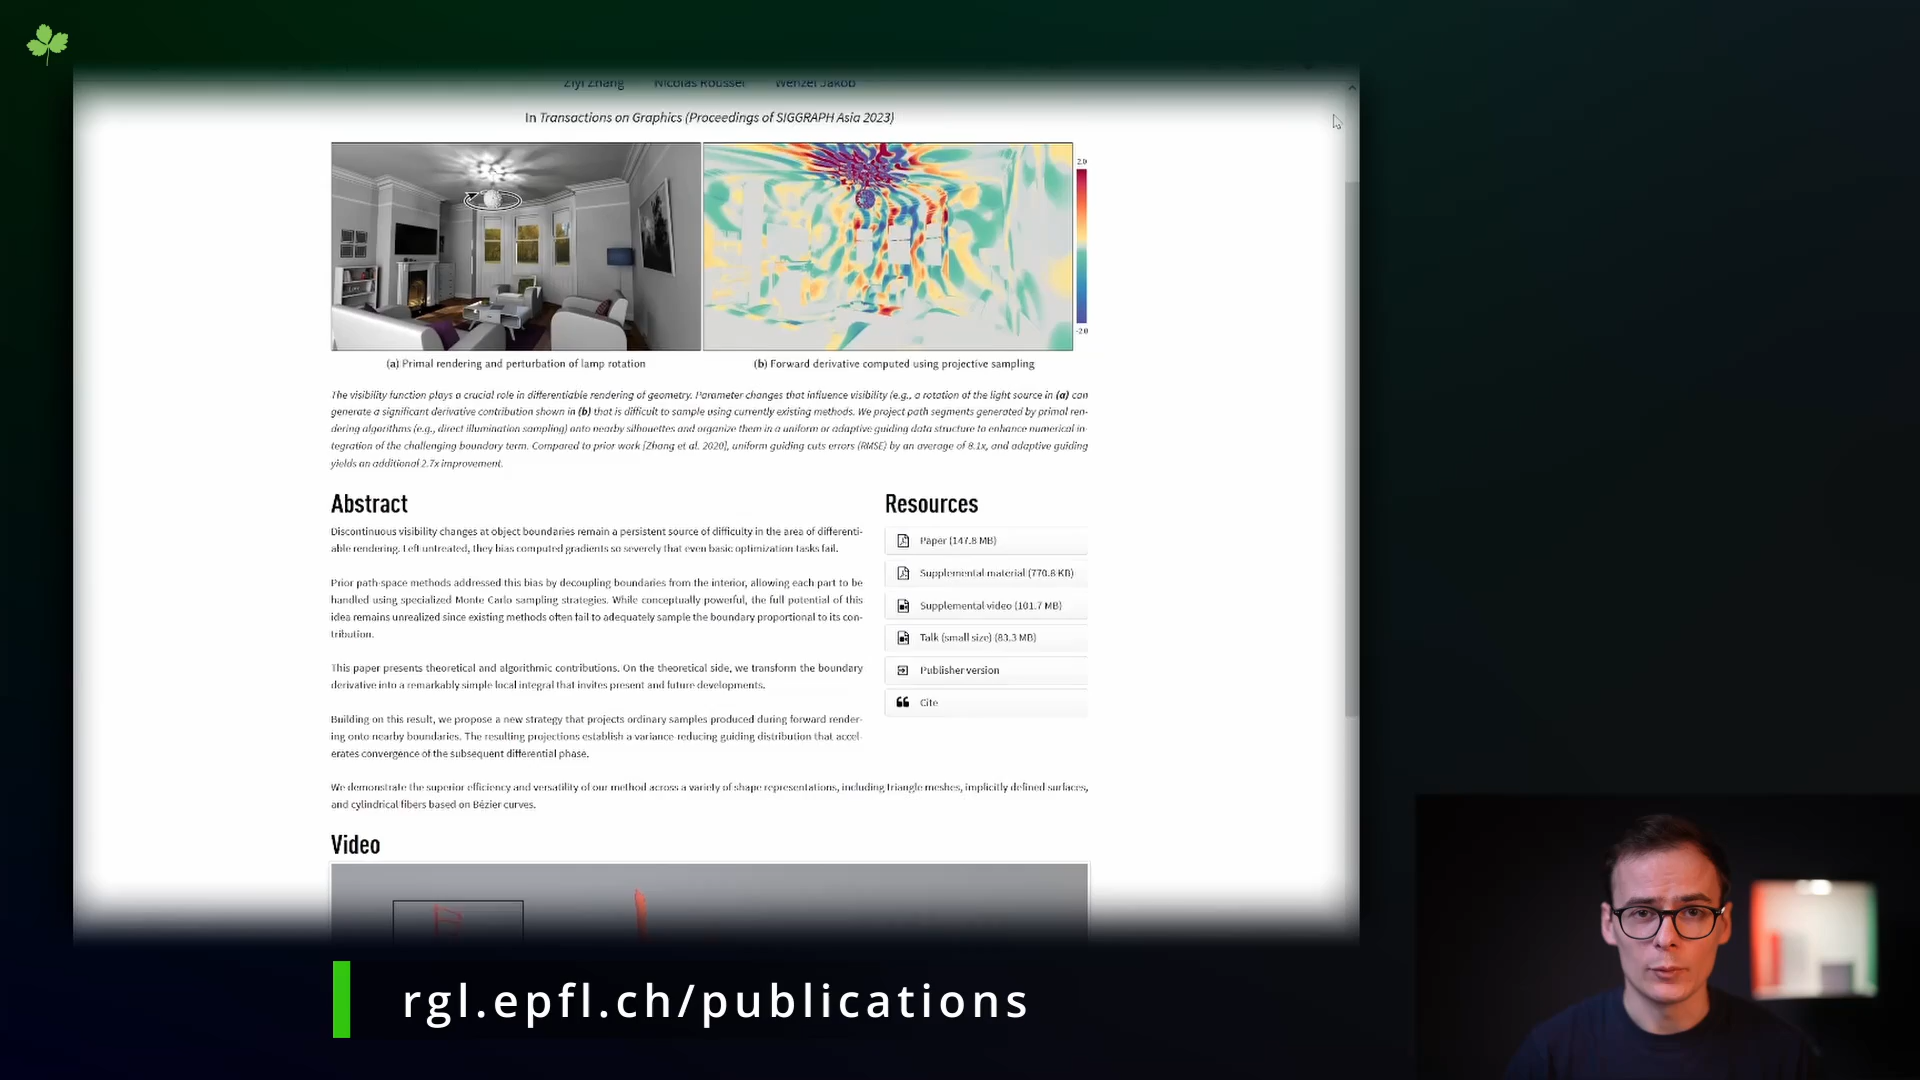 Ziyi Zhang Nicolas Roussel Wenzel Jakob
In Transactions on Graphics (Proceedings of SIGGRAPH Asia 2023)
2.0
-2.0
(a) Primal rendering and perturbation of lamp rotation
(b) Forward derivative computed using projective sampling
The visibility function plays a crucial role in differentiable rendering of geometry. Parameter changes that influence visibility (e.g., a rotation of the light source in (a) can
generate a significant derivative contribution shown in (b) that is difficult to sample using currently existing methods. We project path segments generated by primal ren-
dering algorithms (e.g., direct illumination sampling) onto nearby silhouettes and organize them in a uniform or adaptive guiding data structure to enhance numerical in-
tegration of the challenging boundary term. Compared to prior work [Zhang et al. 2020], uniform guiding cuts errors (RMSE) by an average of 8.1x, and adaptive guiding
yields an additional 2.7x improvement.
Abstract
Discontinuous visibility changes at object boundaries remain a persistent source of difficulty in the area of differenti-
able rendering. Left untreated, they bias computed gradients so severely that even basic optimization tasks fail.
Prior path-space methods addressed this bias by decoupling boundaries from the interior, allowing each part to be
handled using specialized Monte Carlo sampling strategies. While conceptually powerful, the full potential of this
idea remains unrealized since existing methods often fail to adequately sample the boundary proportional to its con-
tribution.
This paper presents theoretical and algorithmic contributions. On the theoretical side, we transform the boundary
derivative into a remarkably simple local integral that invites present and future developments.
Building on this result, we propose a new strategy that projects ordinary samples produced during forward render-
ing onto nearby boundaries. The resulting projections establish a variance-reducing guiding distribution that accel-
erates convergence of the subsequent differential phase.
We demonstrate the superior efficiency and versatility of our method across a variety of shape representations, including triangle meshes, implicitly defined surfaces,
and cylindrical fibers based on Bézier curves.
Resources
Paper (147.8 MB)
Supplemental material (770.8 KB)
Supplemental video (101.7 MB)
Talk (small size) (83.3 MB)
Publisher version
Cite
Video
rgl.epfl.ch/publications